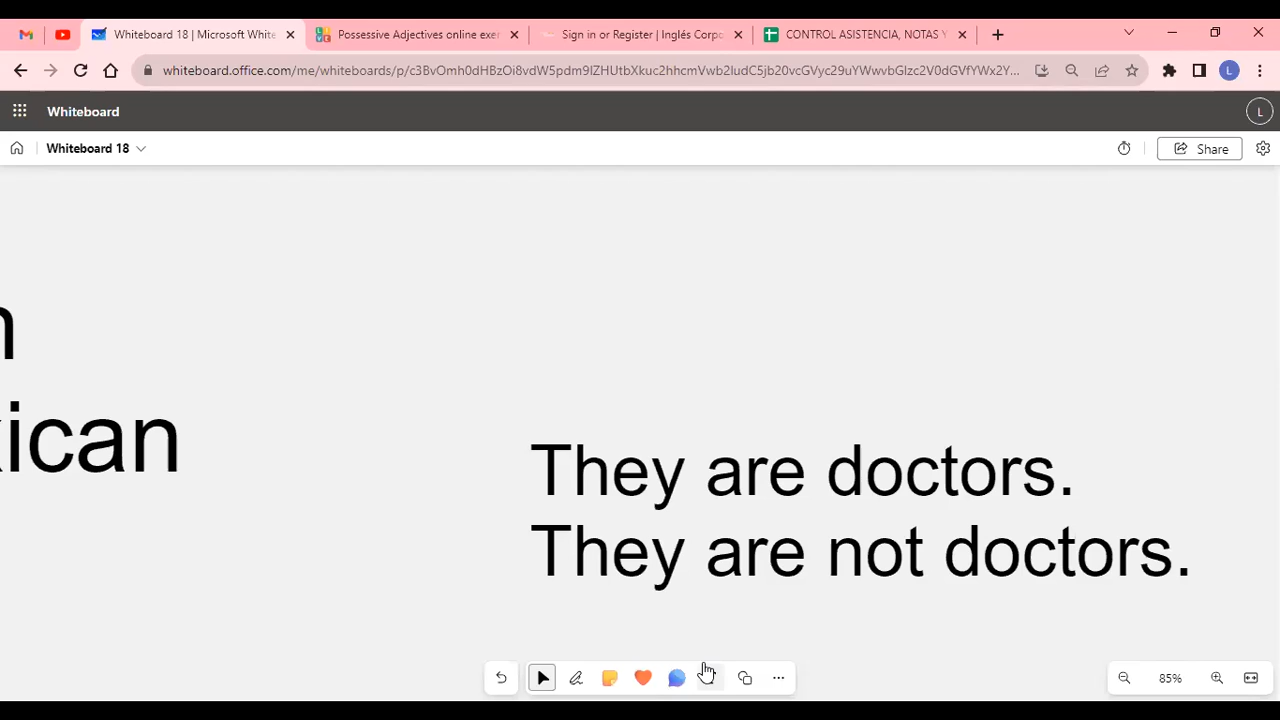 Whiteboard 18 | Microsoft White
Possessive Adjectives online exer
Sign in or Register | Inglés Corpo
CONTROL ASISTENCIA, NOTAS Y
L
Whiteboard
L
Whiteboard 18
Share
n
xican
They are doctors.
They are not doctors.
85%